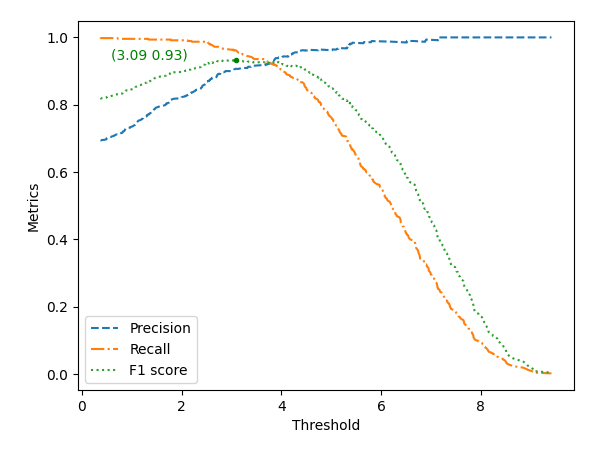 1.0
0.8
0.6
0.4
0.2
0.0
Metrics
(3.09 0.93)
Precision
Recall
F1 score
0 2 4 6 8
Threshold